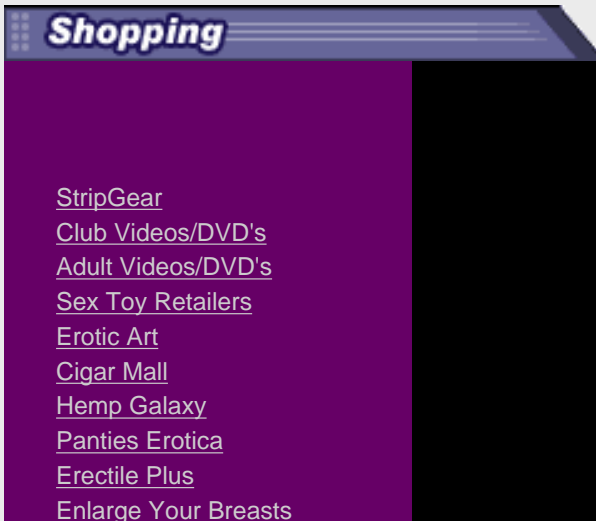 Shopping
StripGear
Club Videos/DVD's
Adult Videos/DVD's
Sex Toy Retailers
Erotic Art
Cigar Mall
Hemp Galaxy
Panties Erotica
Erectile Plus
Enlarge Your Breasts